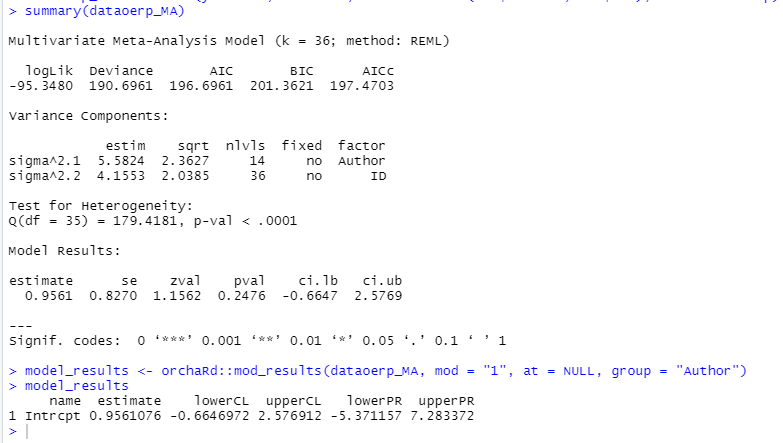 > summary(dataoerp_MA)
Multivariate Meta-Analysis Model (k = 36; method: REML)
logLik Deviance AIC BIC AICc
-95.3480 190.6961 196.6961 201.3621 197.4703
Variance Components:
estim sqrt nlvls fixed factor
sigma^2.1 5.5824 2.3627 14 no Author
sigma^2.2 4.1553 2.0385 36 no ID
Test for Heterogeneity:
Q(df = 35) = 179.4181, p-val < .0001
Model Results:
estimate se zval pval ci.lb ci.ub
0.9561 0.8270 1.1562 0.2476 -0.6647 2.5769
---
Signif. codes: 0 ‘***’ 0.001 ‘**’ 0.01 ‘*’ 0.05 ‘.’ 0.1 ‘ ’ 1
> model_results <- orchaRd::mod_results(dataoerp_MA, mod = "1", at = NULL, group = "Author")
> model_results
name estimate lowerCL upperCL lowerPR upperPR
1 Intrcpt 0.9561076 -0.6646972 2.576912 -5.371157 7.283372
>